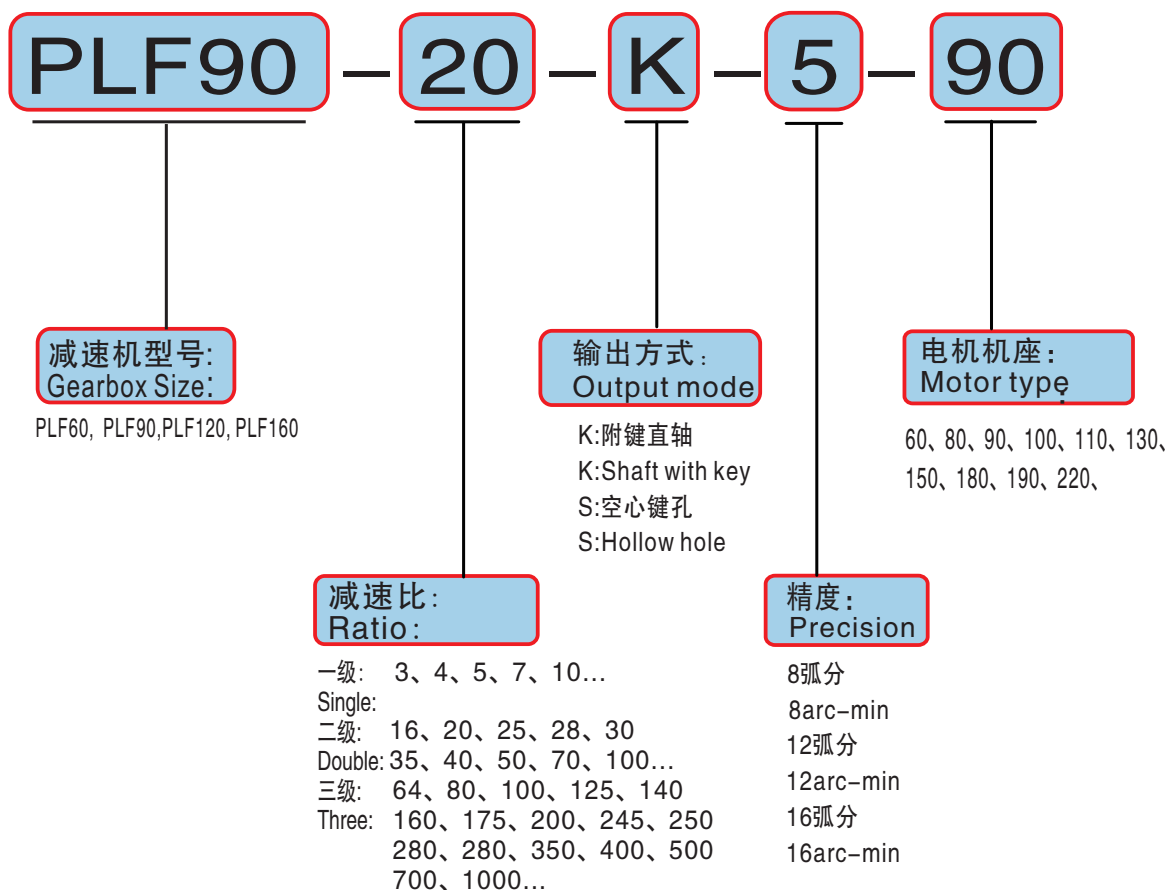 PLF90 – 20 – K – 5 – 90
减速机型号:
Gearbox Size:
PLF60, PLF90,PLF120, PLF160
输出方式:
Output mode
K:附键直轴
K:Shaft with key
S:空心键孔
S:Hollow hole
电机机座:
Motor type:
60、80、90、100、110、130、
150、180、190、220、
减速比:
Ratio:
一级: 3、4、5、7、10...
Single:
二级: 16、20、25、28、30
Double: 35、40、50、70、100...
三级: 64、80、100、125、140
Three: 160、175、200、245、250
280、280、350、400、500
700、1000...
精度:
Precision
8弧分
8arc–min
12弧分
12arc–min
16弧分
16arc–min